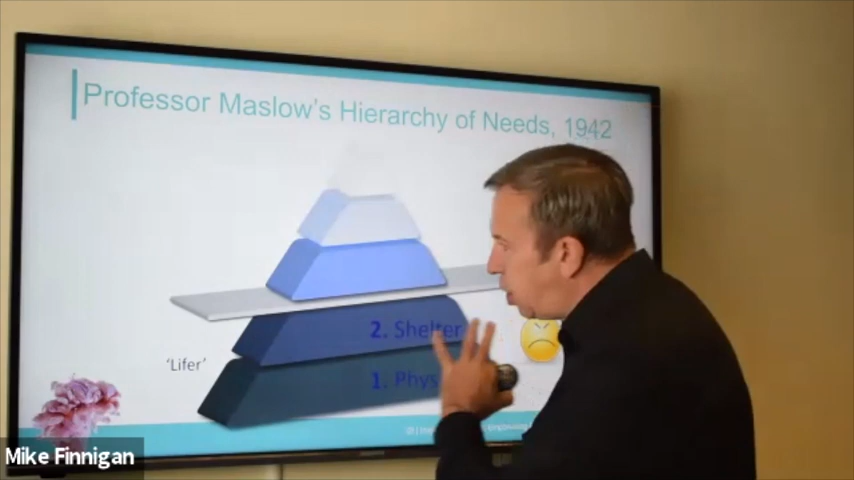 Professor Maslow's Hierarchy of Needs, 1942
2. Shelter
'Lifer'
1. Phys
Mike Finnigan